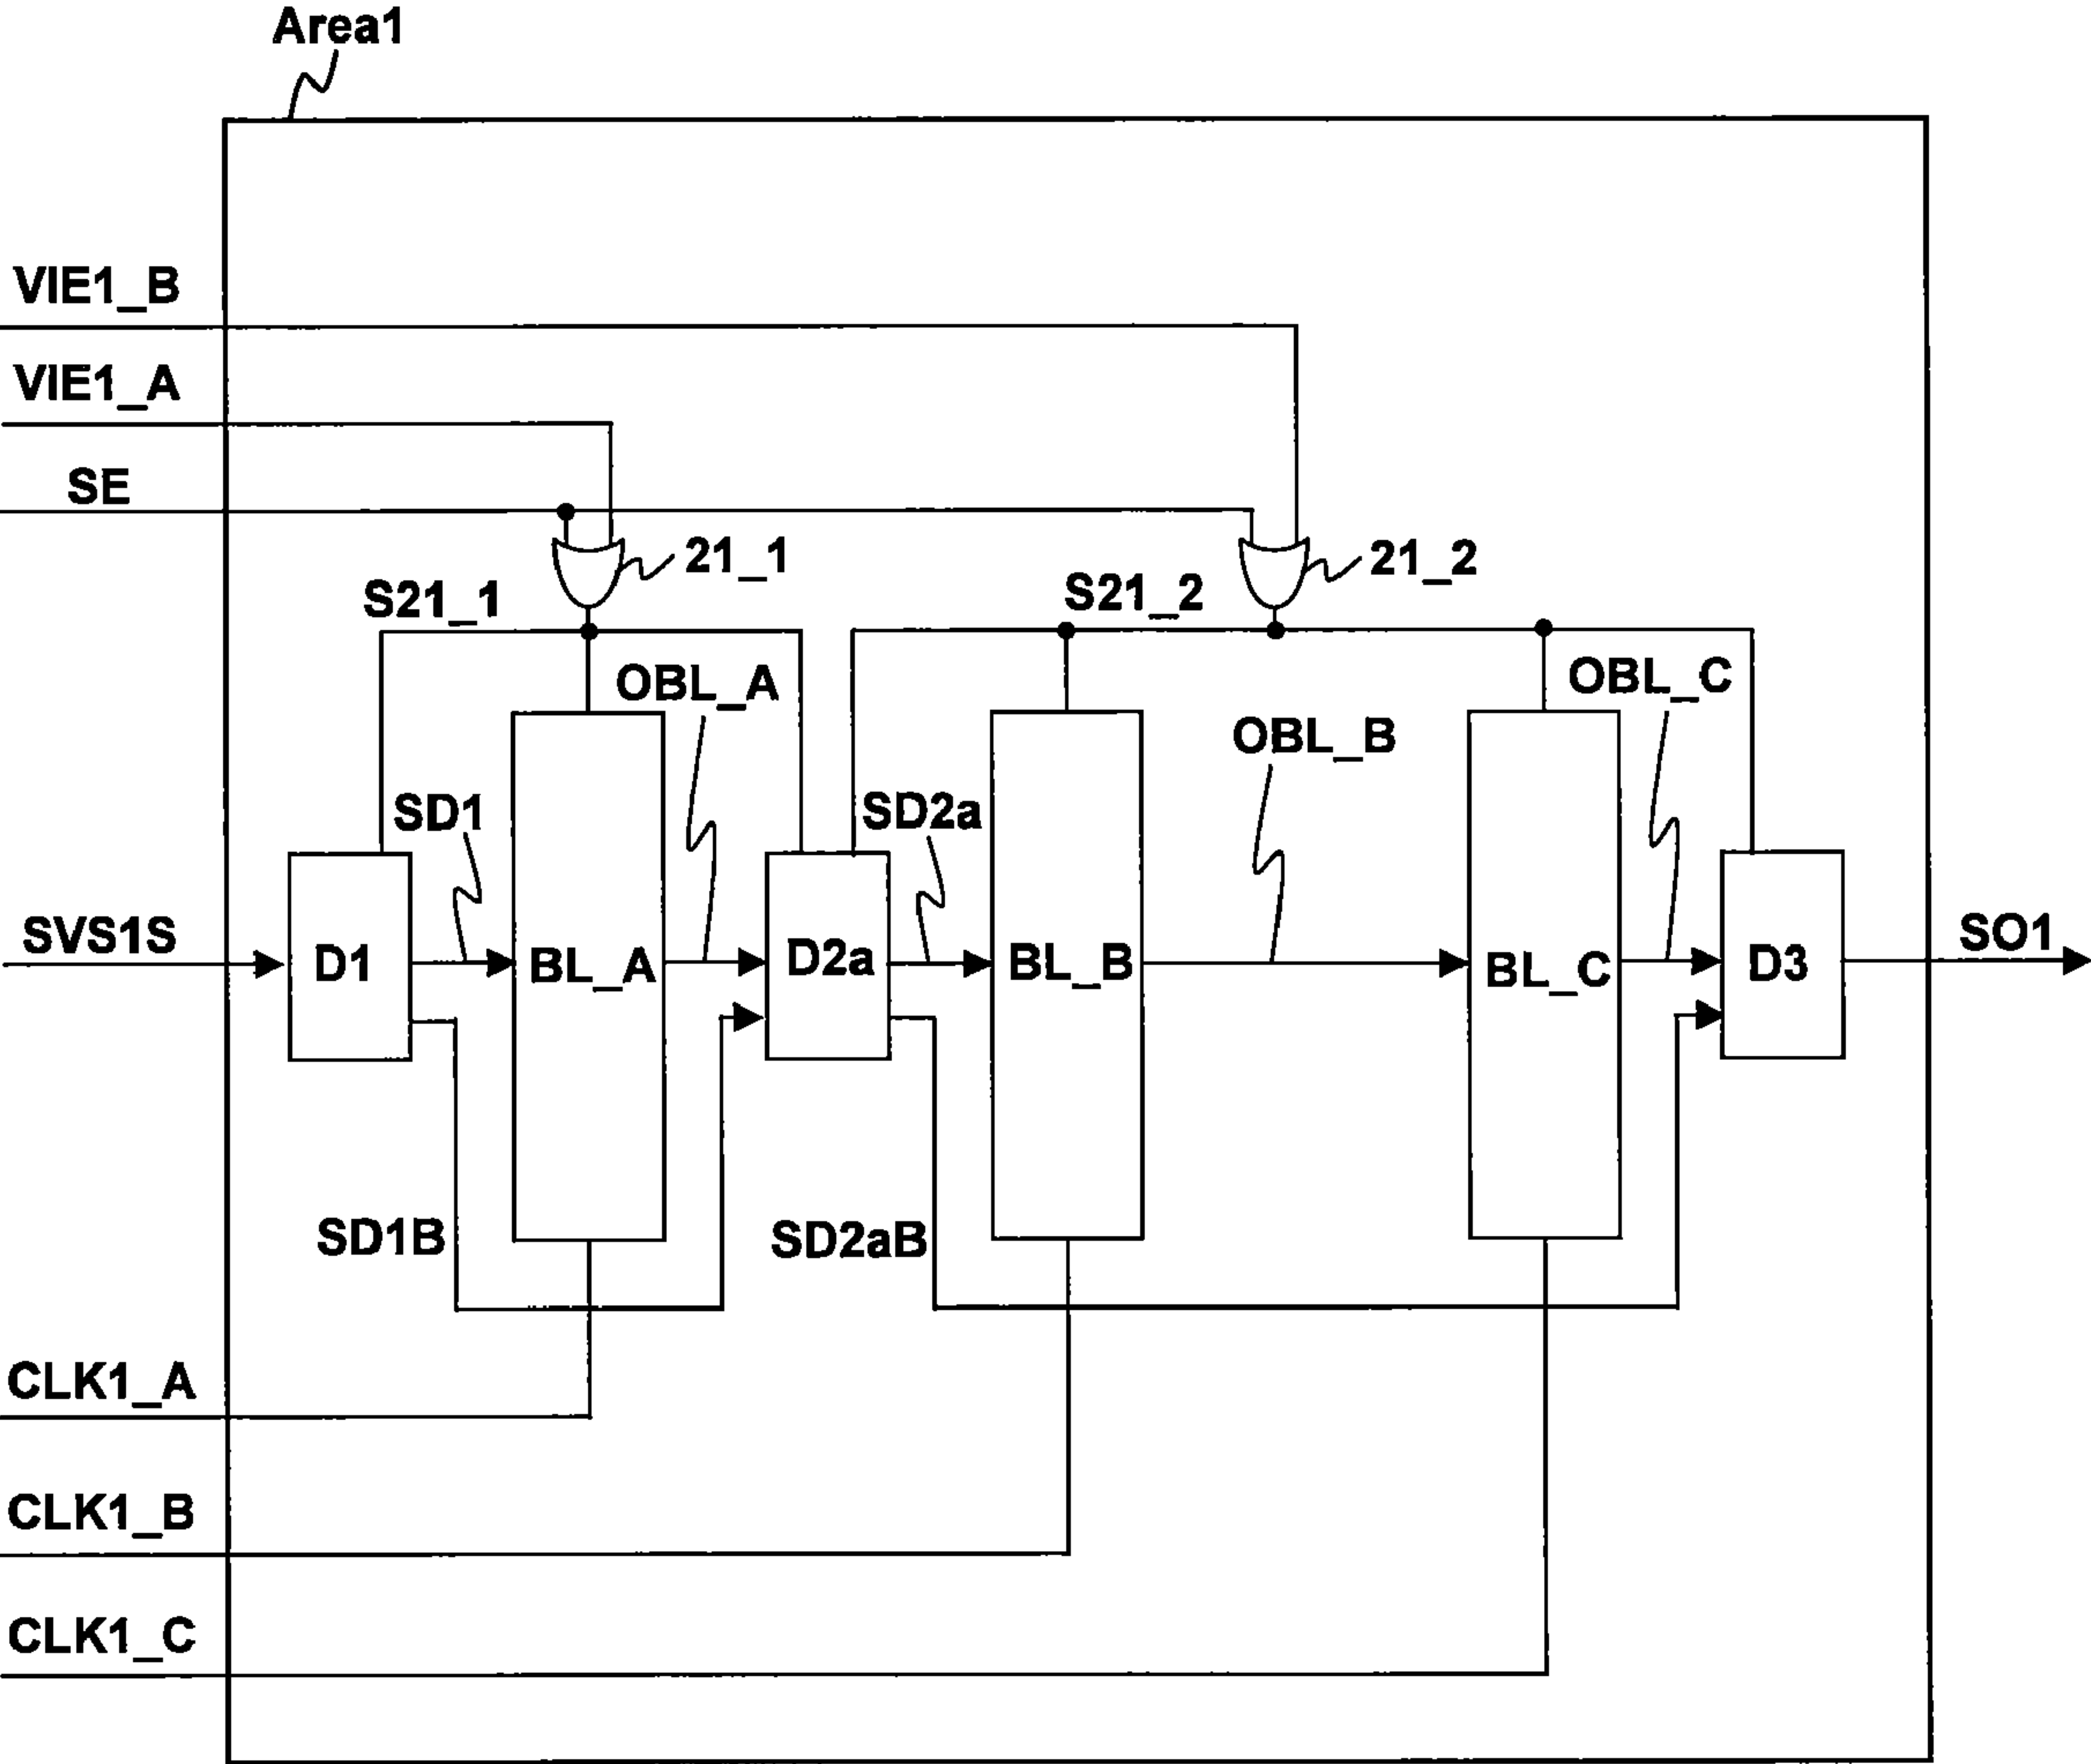 Area1
VIE1_B
VIE1_A
SE
21_1
21_2
S21_1
S21_2
OBL_A
OBL_C
OBL_B
SD1
SD2a
SVS1S
D1
BL_A
D2a
BL_B
BL_C
D3
SO1
SD1B
SD2aB
CLK1_A
CLK1_B
CLK1_C